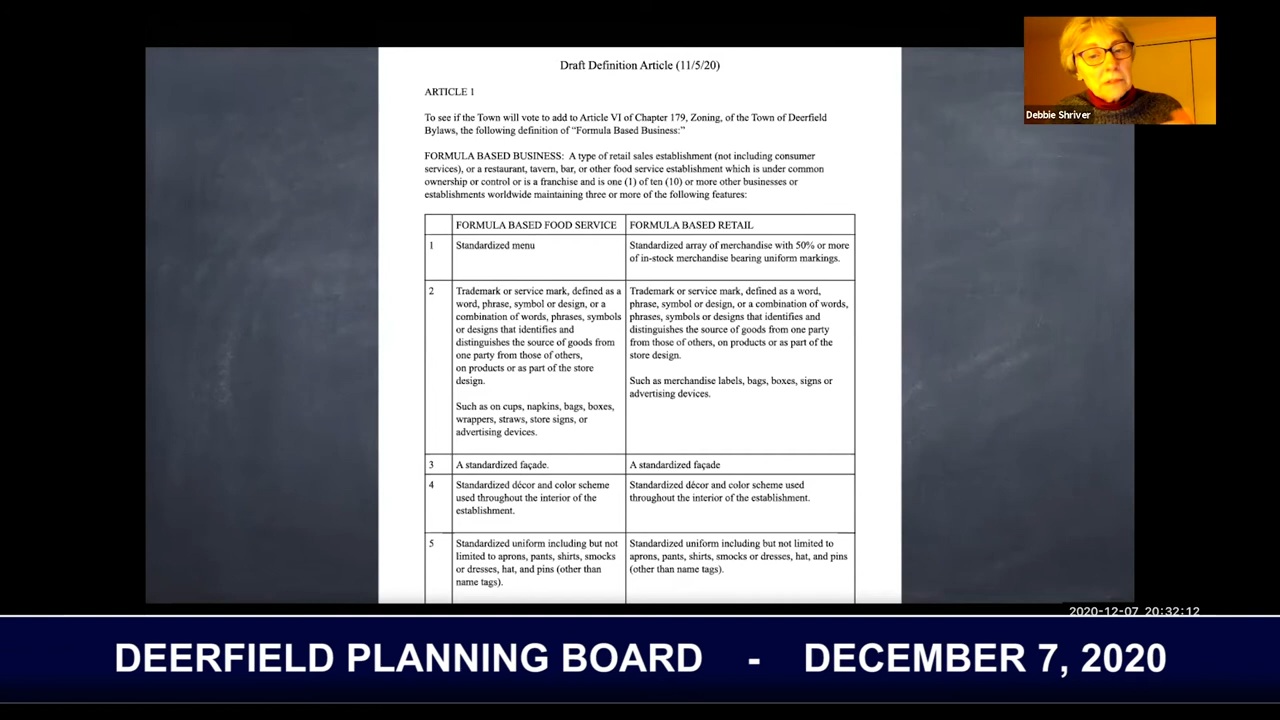 Draft Definition Article (11/5/20)
ARTICLE 1
To see if the Town will vote to add to Article VI of Chapter 179, Zoning, of the Town of Deerfield
Bylaws, the following definition of “Formula Based Business:”
FORMULA BASED BUSINESS: A type of retail sales establishment (not including consumer
services), or a restaurant, tavern, bar, or other food service establishment which is under common
ownership or control or is a franchise and is one (1) of ten (10) or more other businesses or
establishments worldwide maintaining three or more of the following features:
FORMULA BASED FOOD SERVICE
FORMULA BASED RETAIL
1
Standardized menu
Standardized array of merchandise with 50% or more
of in-stock merchandise bearing uniform markings.
2
Trademark or service mark, defined as a
word, phrase, symbol or design, or a
combination of words, phrases, symbols
or designs that identifies and
distinguishes the source of goods from
one party from those of others,
on products or as part of the store
design.
Such as on cups, napkins, bags, boxes,
wrappers, straws, store signs, or
advertising devices.
Trademark or service mark, defined as a word,
phrase, symbol or design, or a combination of words,
phrases, symbols or designs that identifies and
distinguishes the source of goods from one party
from those of others, on products or as part of the
store design.
Such as merchandise labels, bags, boxes, signs or
advertising devices.
3
A standardized façade.
A standardized façade
4
Standardized décor and color scheme
used throughout the interior of the
establishment.
Standardized décor and color scheme used
throughout the interior of the establishment.
5
Standardized uniform including but not
limited to aprons, pants, shirts, smocks
or dresses, hat, and pins (other than
name tags).
Standardized uniform including but not limited to
aprons, pants, shirts, smocks or dresses, hat, and pins
(other than name tags).
Debbie Shriver
2020-12-07 20:32:12
DEERFIELD PLANNING BOARD - DECEMBER 7, 2020